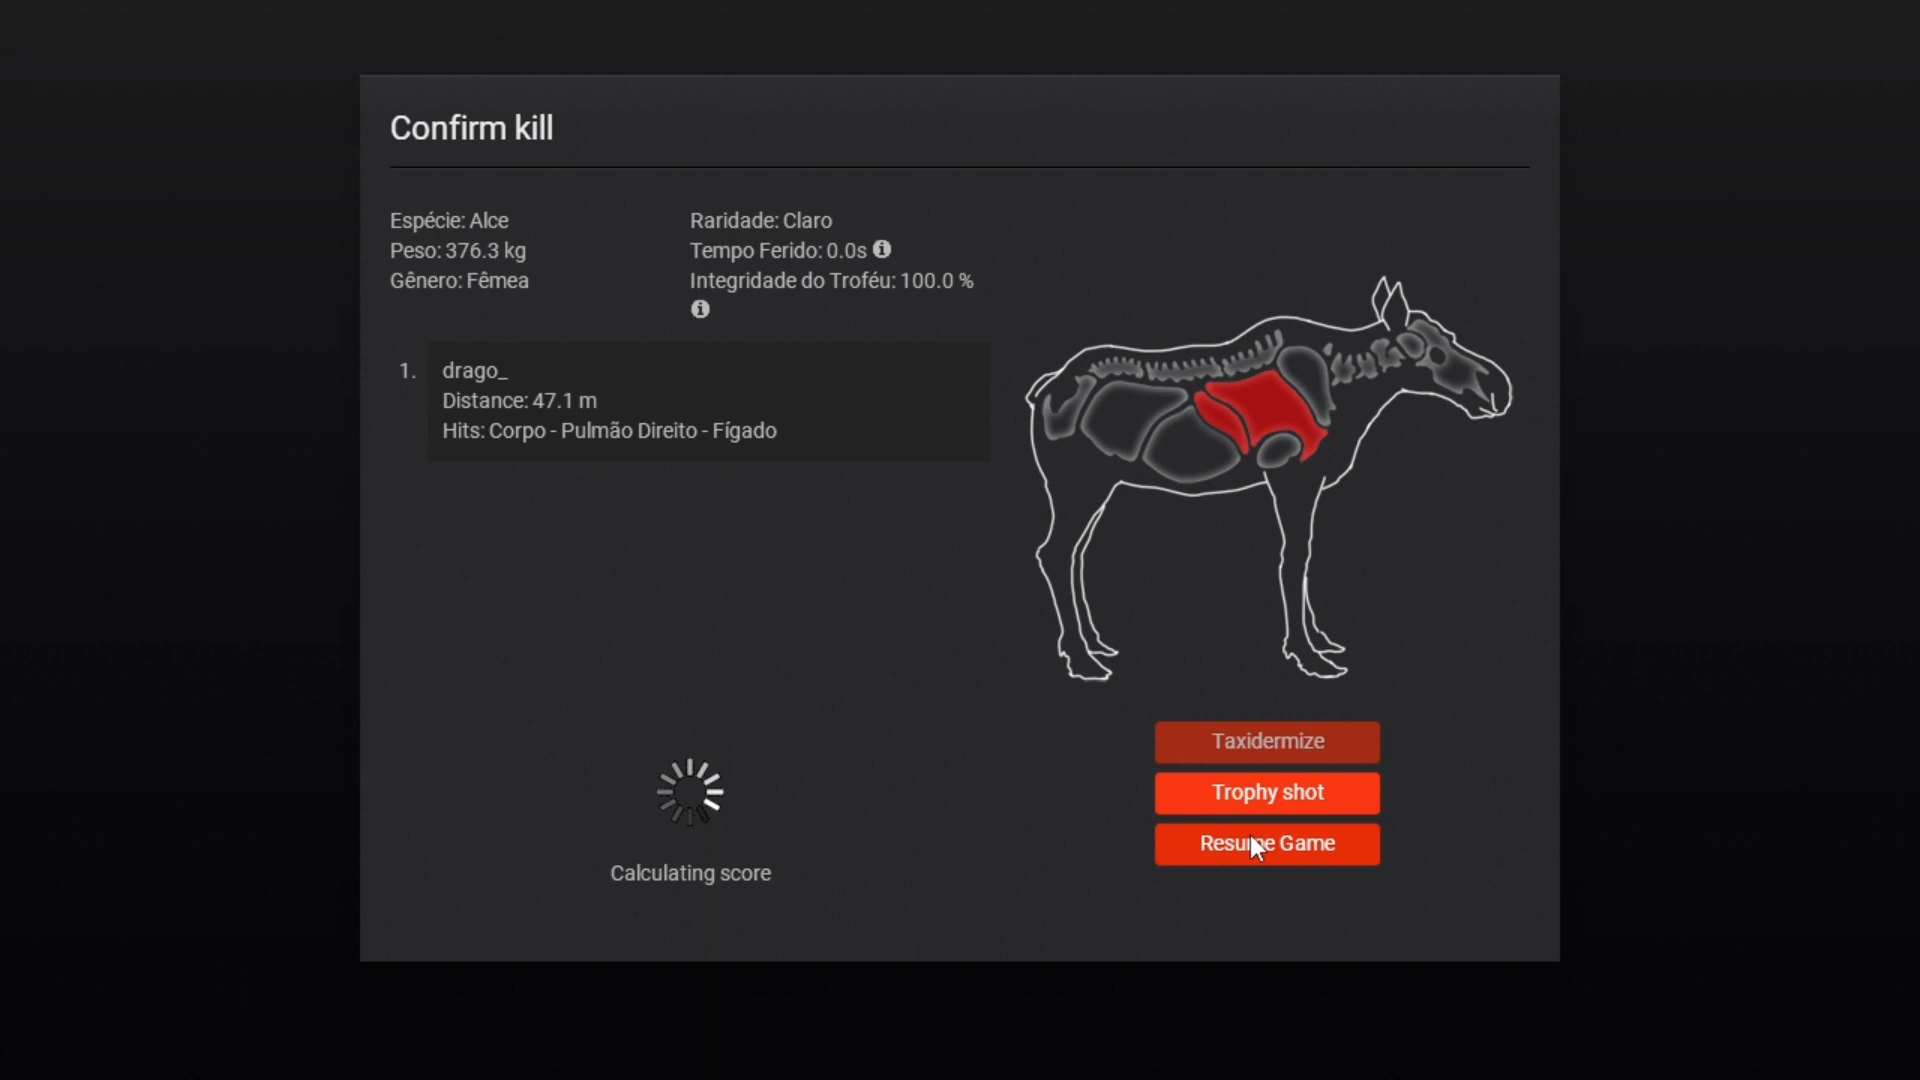 Confirm kill
Espécie: Alce
Peso: 376.3 kg
Gênero: Fêmea
Raridade: Claro
Tempo Ferido: 0.0s
Integridade do Troféu: 100.0 %
1.
drago_
Distance: 47.1 m
Hits: Corpo - Pulmão Direito - Fígado
Calculating score
Taxidermize
Trophy shot
Resume Game